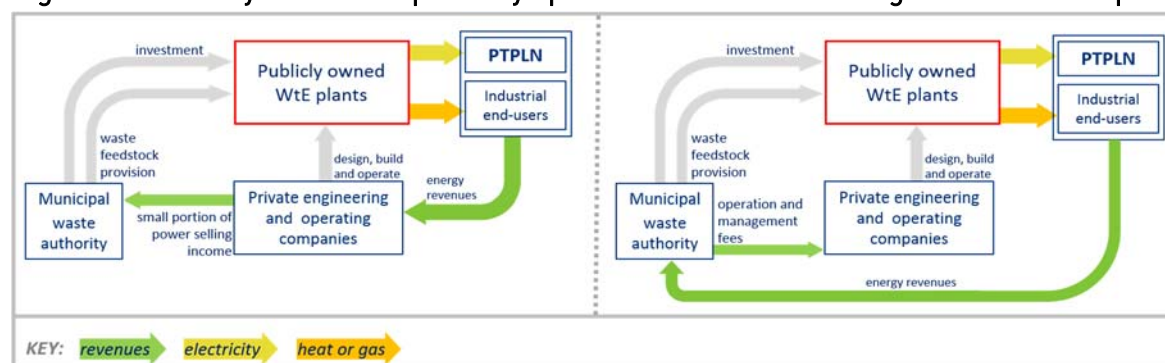 investment
Publicly owned
WtE plants
PTPLN
Industrial
end-users
waste
feedstock
provision
design, build
and operate
energy
revenues
Municipal
waste
authority
small portion of
power selling
income
Private engineering
and operating
companies
investment
Publicly owned
WtE plants
PTPLN
Industrial
end-users
waste
feedstock
provision
design, build
and operate
Municipal
waste
authority
operation and
management
fees
Private engineering
and operating
companies
energy revenues
KEY: revenues electricity heat or gas